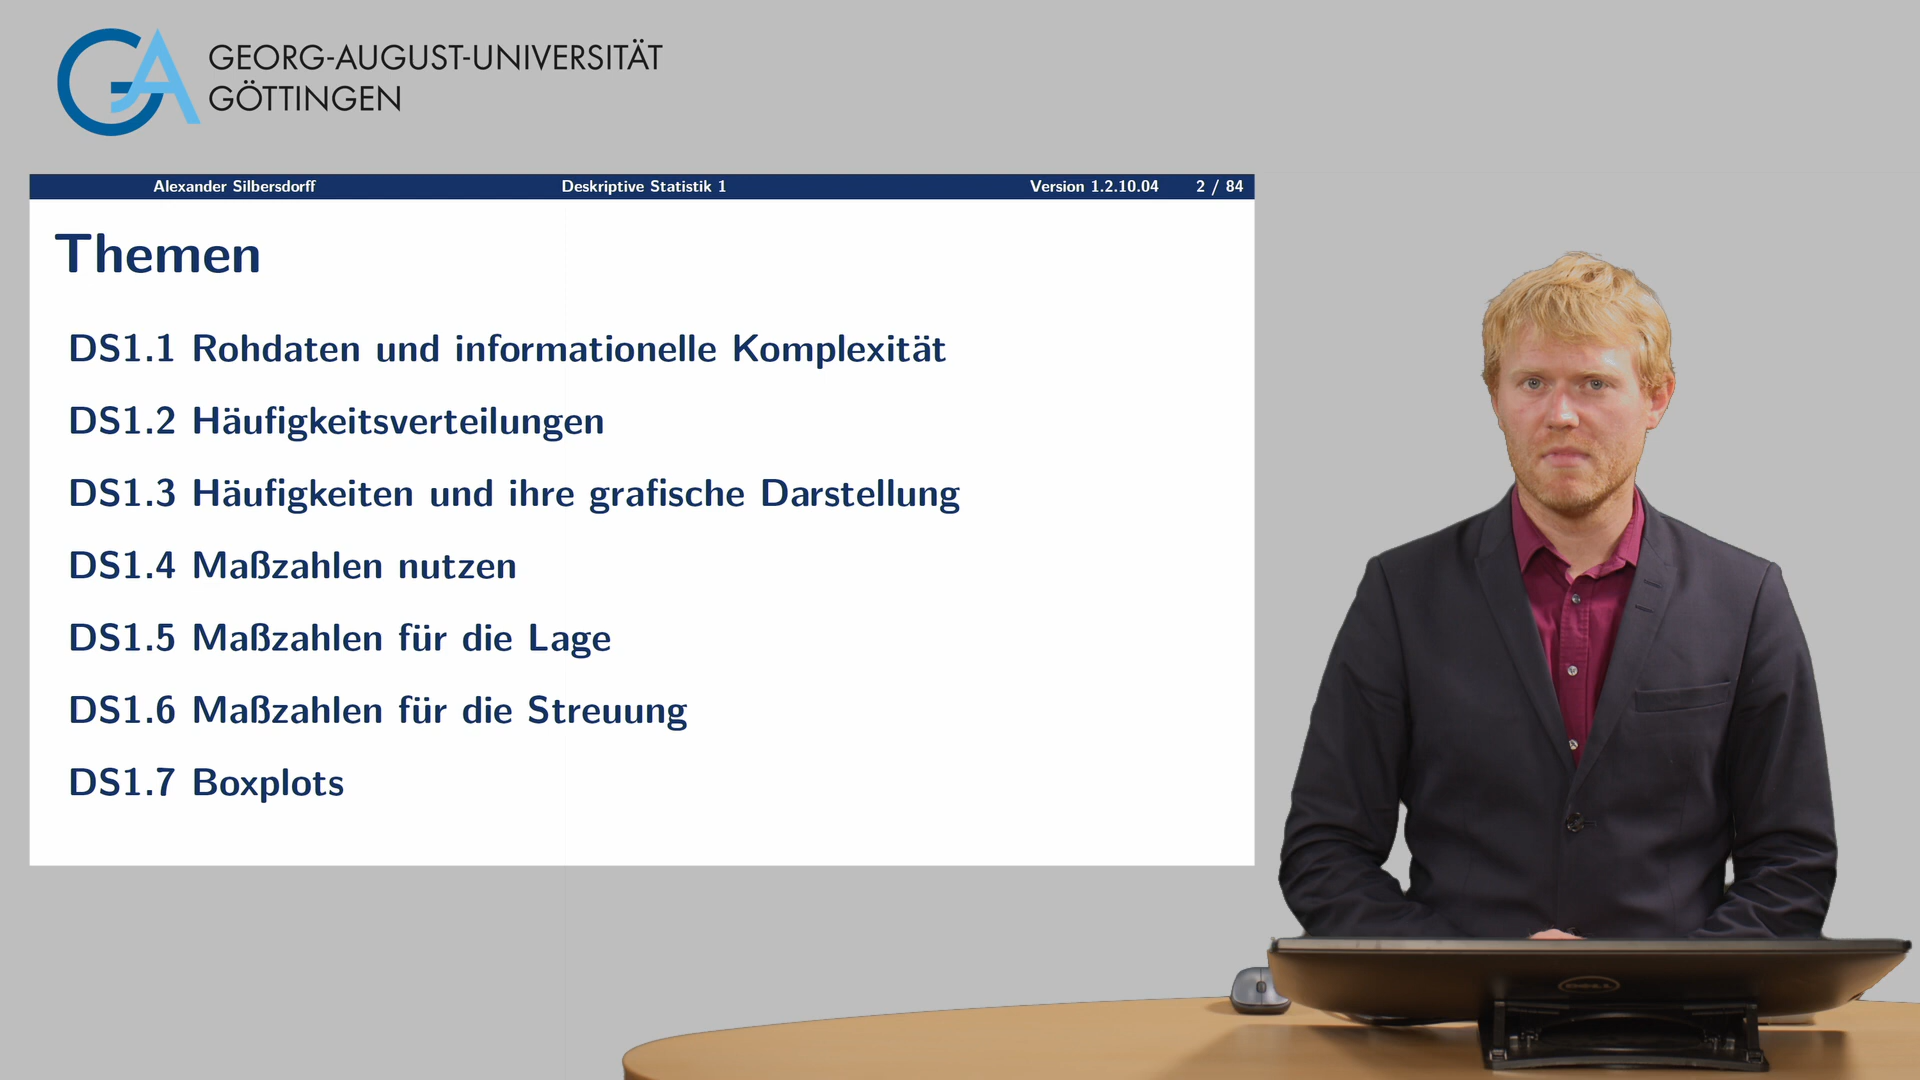 GEORG-AUGUST-UNIVERSITÄT
GÖTTINGEN
Alexander Silbersdorff Deskriptive Statistik 1 Version 1.2.10.04 2 / 84
Themen
DS1.1 Rohdaten und informationelle Komplexität
DS1.2 Häufigkeitsverteilungen
DS1.3 Häufigkeiten und ihre grafische Darstellung
DS1.4 Maßzahlen nutzen
DS1.5 Maßzahlen für die Lage
DS1.6 Maßzahlen für die Streuung
DS1.7 Boxplots
DELL